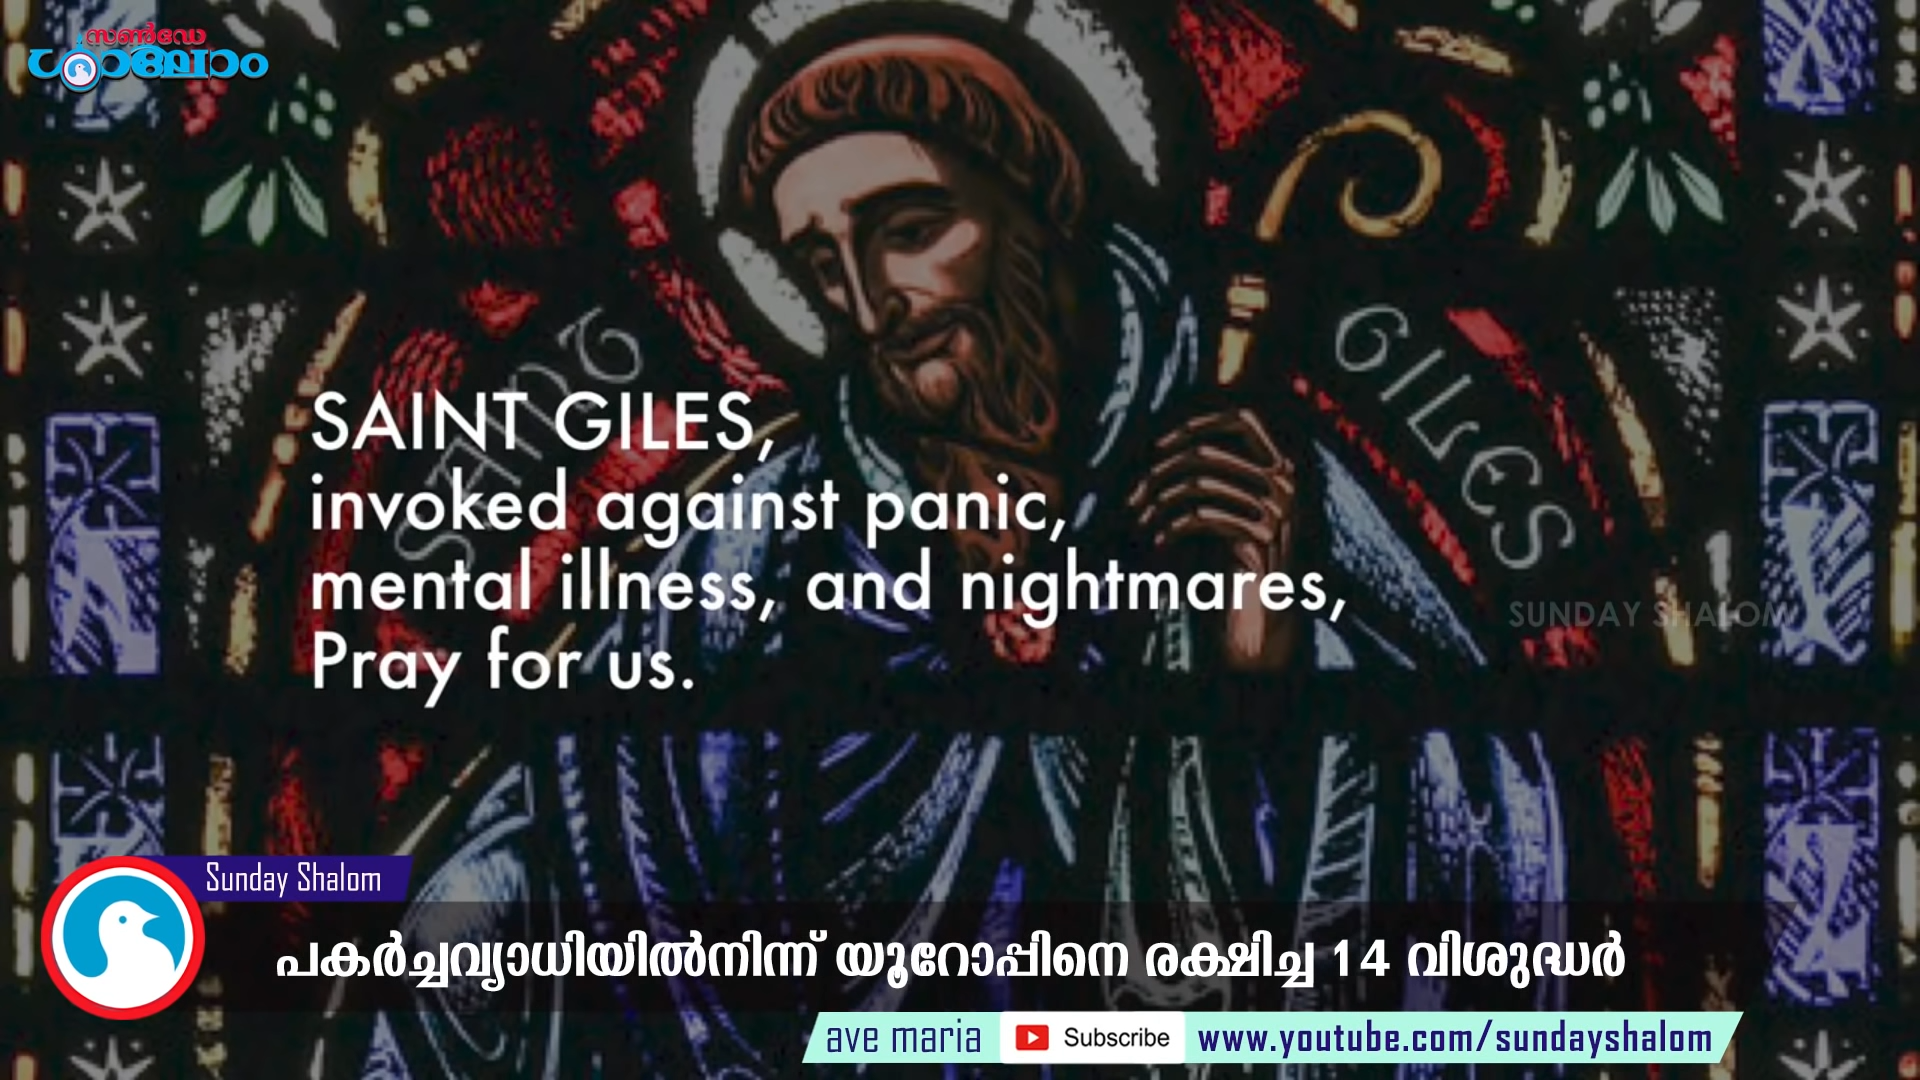 സൺഡേ
ശാലോം
SAINT
GILES
SAINT GILES,
invoked against panic,
mental illness, and nightmares,
Pray for us.
SUNDAY SHALOM
Sunday Shalom
പകർച്ചവ്യാധിയിൽനിന്ന് യൂറോപ്പിനെ രക്ഷിച്ച 14 വിശുദ്ധർ
ave maria Subscribe www.youtube.com/sundayshalom